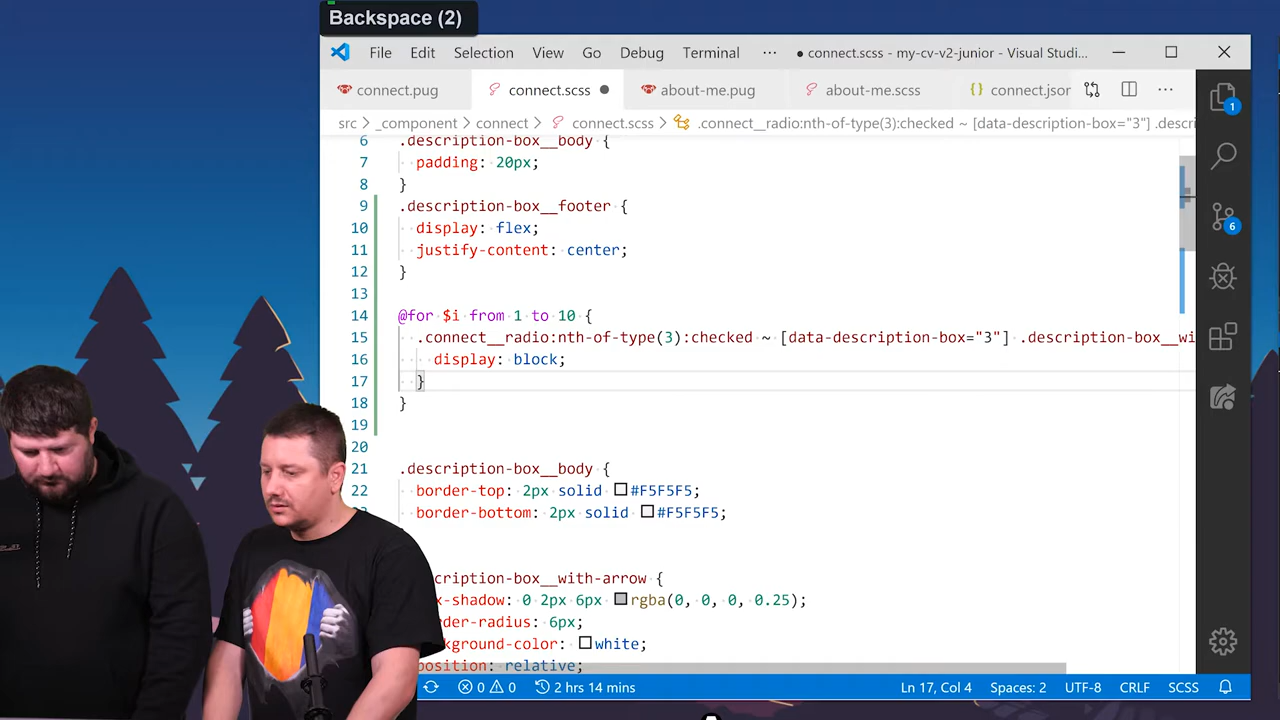 Backspace (2)
File Edit Selection View Go Debug Terminal ··· ● connect.scss - my-cv-v2-junior - Visual Studi...
connect.pug connect.scss ● about-me.pug about-me.scss connect.json ···
src > _component > connect > connect.scss > .connect__radio:nth-of-type(3):checked ~ [data-description-box="3"] .descri
6 .description-box__body {
7 padding: 20px;
8 }
9 .description-box__footer {
10 display: flex;
11 justify-content: center;
12 }
13
14 @for $i from 1 to 10 {
15 .connect__radio:nth-of-type(3):checked ~ [data-description-box="3"] .description-box__wi
16 display: block;
17 }
18 }
19
20
21 .description-box__body {
22 border-top: 2px solid #F5F5F5;
border-bottom: 2px solid #F5F5F5;
cription-box__with-arrow {
x-shadow: 0 2px 6px rgba(0, 0, 0, 0.25);
rder-radius: 6px;
kground-color: white;
position: relative;
0 0 2 hrs 14 mins Ln 17, Col 4 Spaces: 2 UTF-8 CRLF SCSS
1
6